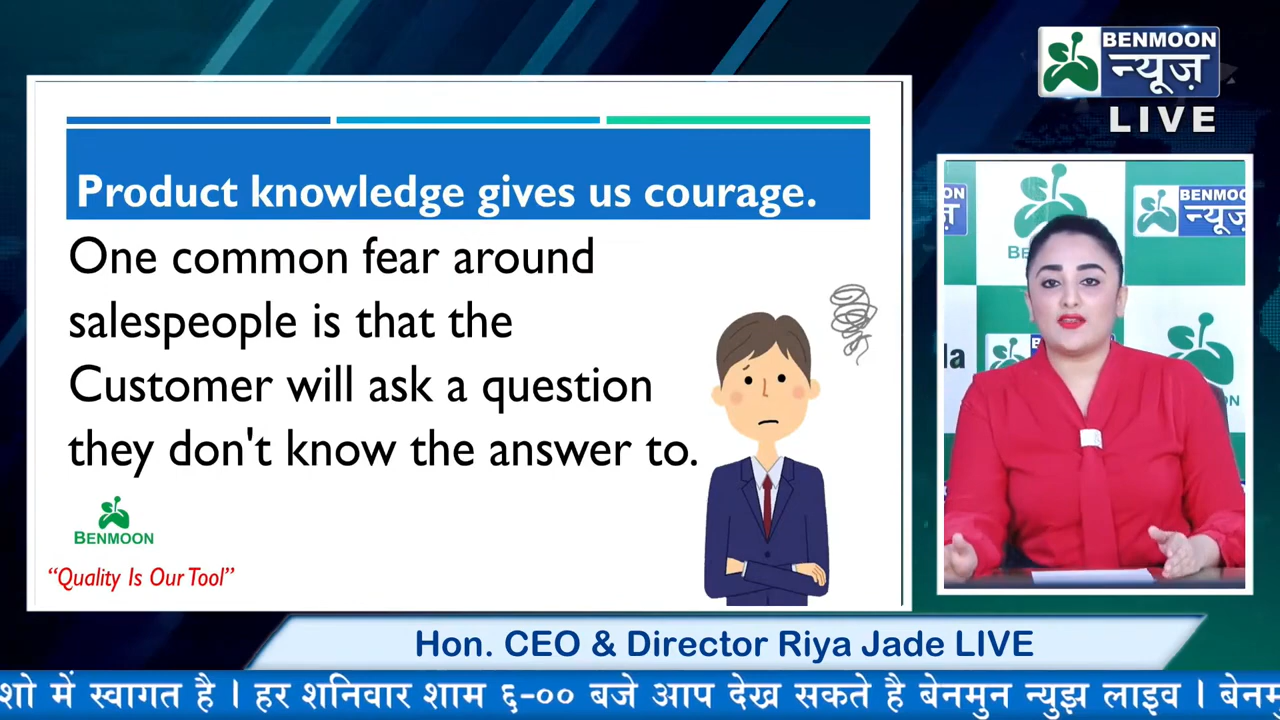 BENMOON
न्यूज़
LIVE
Product knowledge gives us courage.
One common fear around
salespeople is that the
Customer will ask a question
they don't know the answer to.
BENMOON
“Quality Is Our Tool”
BENMOON
न्यूज़
Hon. CEO & Director Riya Jade LIVE
शो में स्वागत है । हर शनिवार शाम ६-०० बजे आप देख सकते है बेनमुन न्युझ लाइव । बेनमु